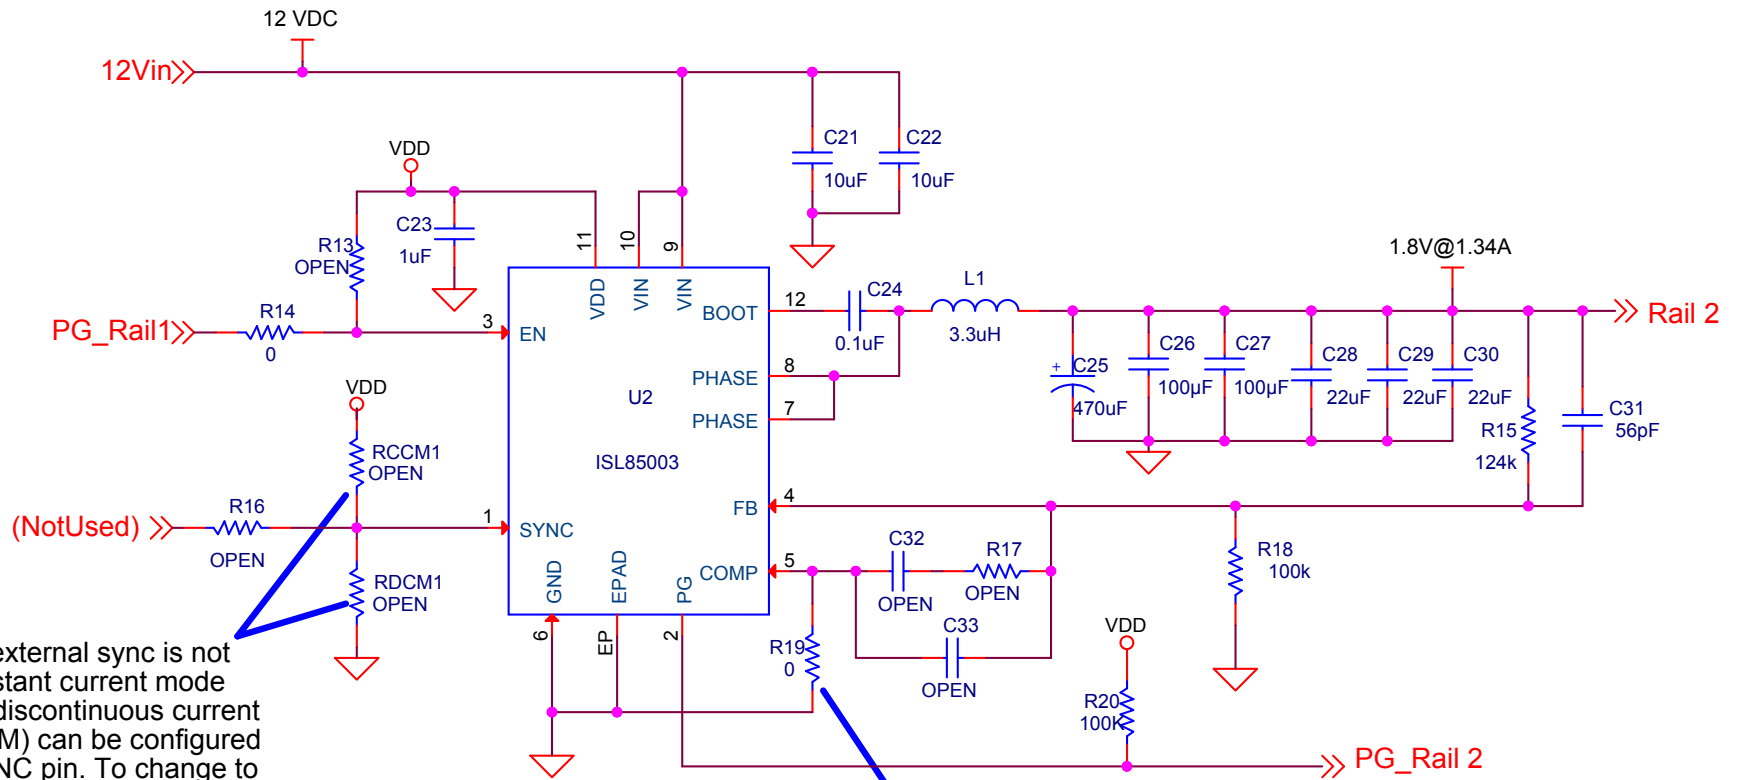 12 VDC
12Vin
VDD
C21
10uF
C22
10uF
C23
1uF
R13
OPEN
11
10
9
1.8V@1.34A
R14
0
PG_Rail1
3
EN
VDD
VIN
VIN
BOOT
12
C24
0.1uF
L1
3.3uH
Rail 2
PHASE
8
PHASE
7
U2
ISL85003
+
C25
470uF
C26
100µF
C27
100µF
C28
22uF
C29
22uF
C30
22uF
R15
124k
C31
56pF
VDD
RCCM1
OPEN
(NotUsed)
R16
OPEN
1
SYNC
FB
4
RDCM1
OPEN
GND
EPAD
PG
COMP
5
C32
OPEN
R17
OPEN
R18
100k
6
EP
2
R19
0
C33
OPEN
VDD
R20
100K
PG_Rail 2
external sync is not
stant current mode
discontinuous current
M) can be configured
NC pin. To change to